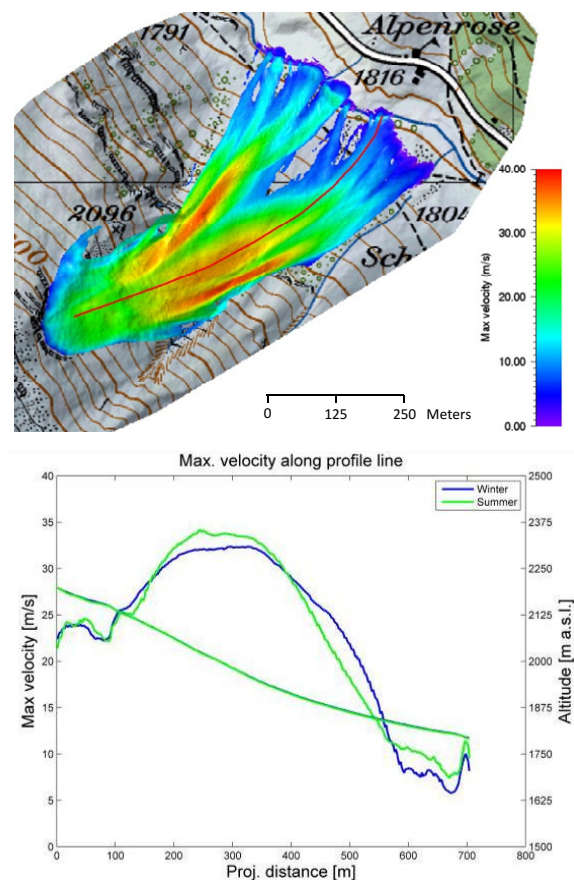 Alpenrose
1791
1816
2096
1804
Sch
00
40.00
30.00
20.00
10.00
0.00
Max velocity (m/s)
0 125 250 Meters
Max. velocity along profile line
Winter
Summer
Max velocity [m/s]
40
35
30
25
20
15
10
5
0
0 100 200 300 400 500 600 700 800
Proj. distance [m]
2500
2375
2250
2125
2000
1875
1750
1625
1500
Altitude [m a.s.l.]